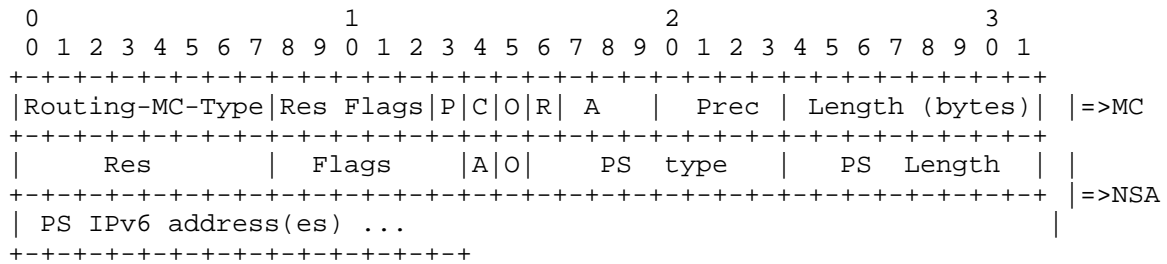 0                   1                   2                   3
 0 1 2 3 4 5 6 7 8 9 0 1 2 3 4 5 6 7 8 9 0 1 2 3 4 5 6 7 8 9 0 1
+-+-+-+-+-+-+-+-+-+-+-+-+-+-+-+-+-+-+-+-+-+-+-+-+-+-+-+-+-+-+-+-+
|Routing-MC-Type|Res Flags|P|C|O|R| A   |  Prec | Length (bytes)| |=>MC
+-+-+-+-+-+-+-+-+-+-+-+-+-+-+-+-+-+-+-+-+-+-+-+-+-+-+-+-+-+-+-+-+
|     Res       |  Flags    |A|O|   PS  type    |   PS  Length  | |
+-+-+-+-+-+-+-+-+-+-+-+-+-+-+-+-+-+-+-+-+-+-+-+-+-+-+-+-+-+-+-+-+ |=>NSA
| PS IPv6 address(es) ...                                        |
+-+-+-+-+-+-+-+-+-+-+-+-+-+-+